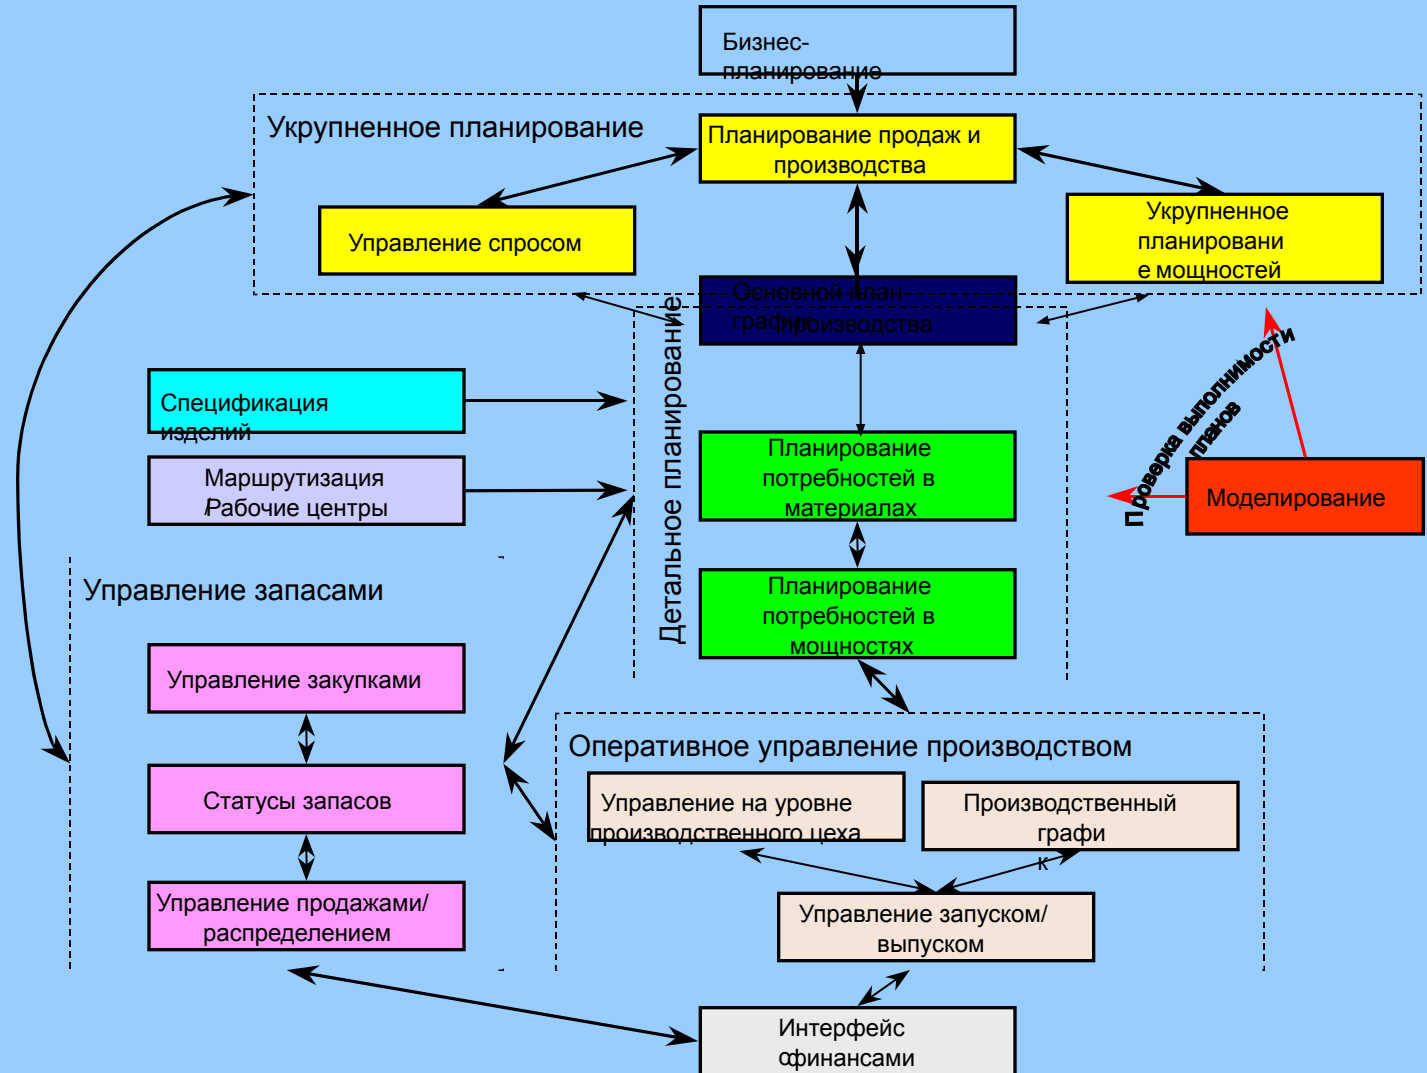 Бизнес-
планирование
Укрупненное планирование
Планирование продаж и
производства
Управление спросом
Укрупненное
планировани
е мощностей
Основной план-
график
производства
Детальное планирование
Спецификация
изделий
Маршрутизация
/Рабочие центры
Планирование
потребностей в
материалах
Проверка выполнимости
планов
Моделирование
Управление запасами
Планирование
потребностей в
мощностях
Управление закупками
Оперативное управление производством
Статусы запасов
Управление на уровне
производственного цеха
Производственный
графи
к
Управление продажами/
распределением
Управление запуском/
выпуском
Интерфейс
с финансами